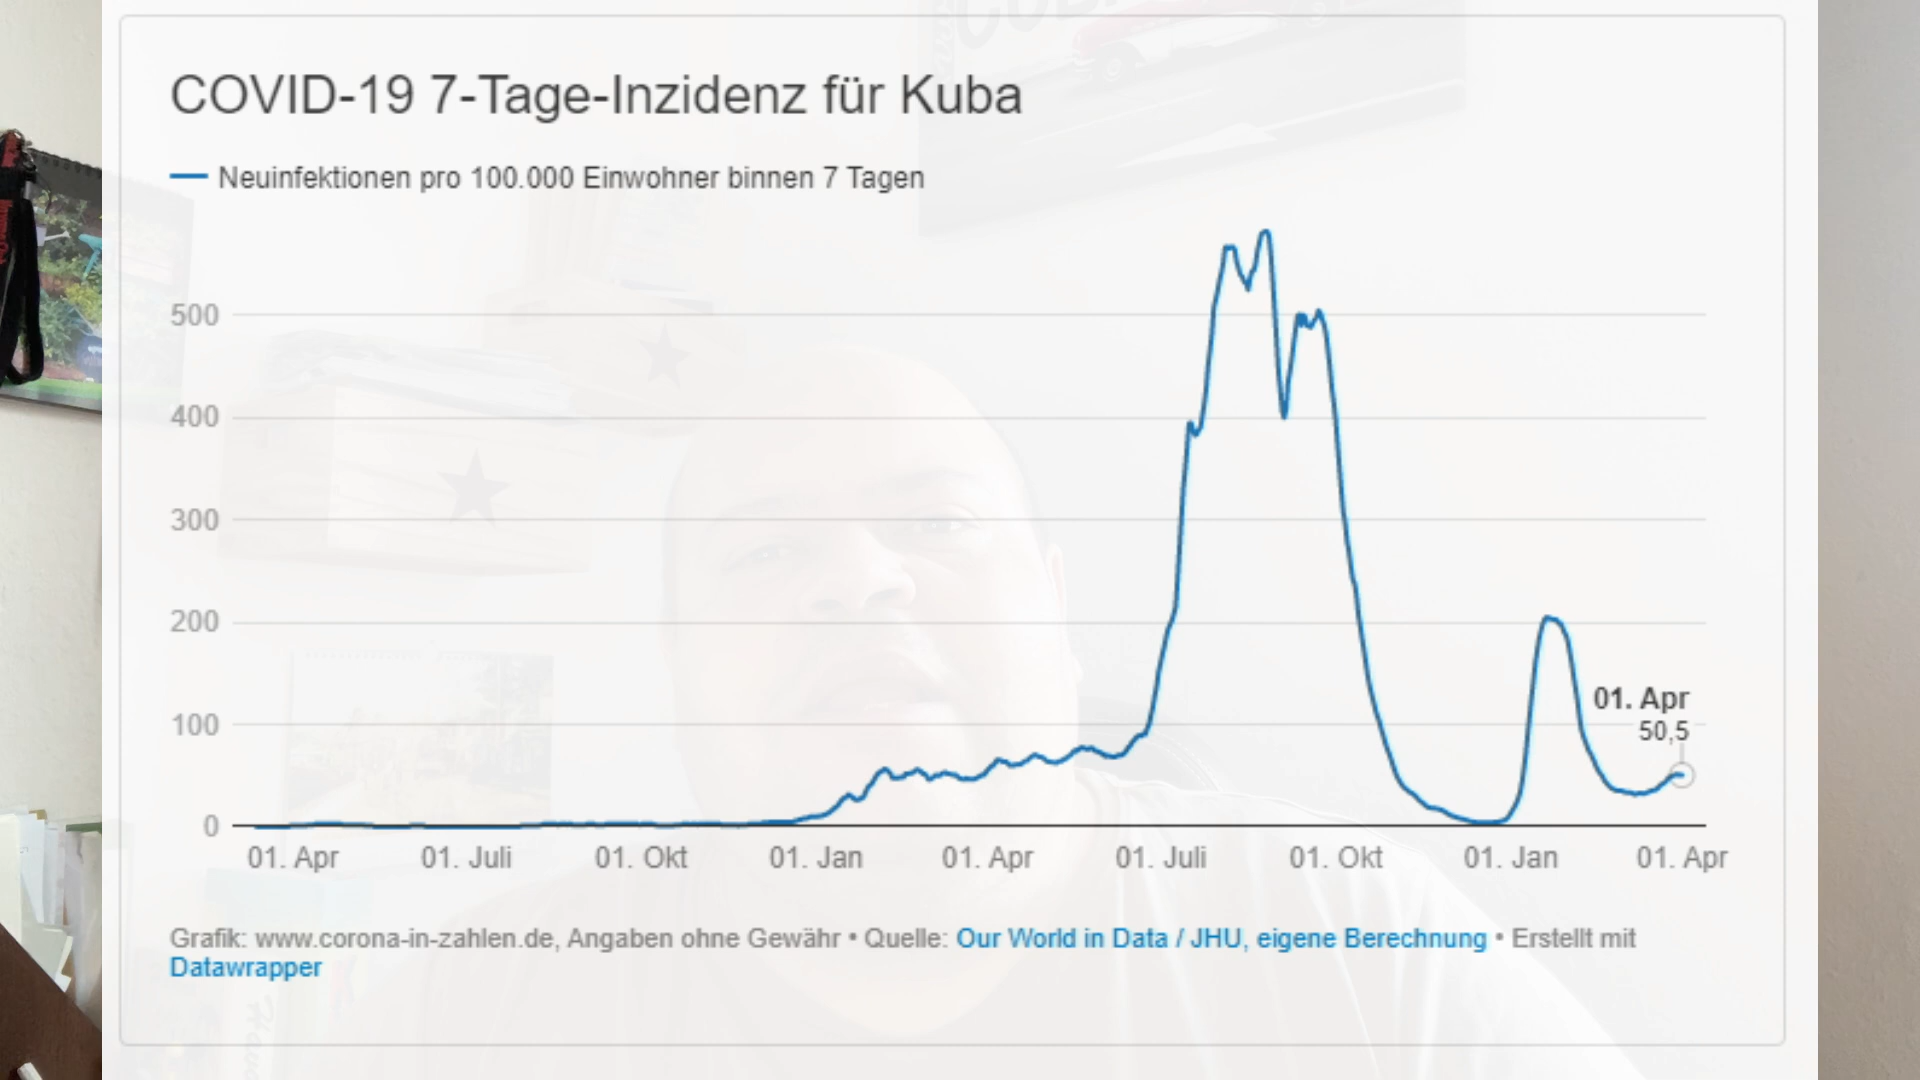 COVID-19 7-Tage-Inzidenz für Kuba
Neuinfektionen pro 100.000 Einwohner binnen 7 Tagen
500
400
300
200
100
0
01. Apr
50,5
01. Apr 01. Juli 01. Okt 01. Jan 01. Apr 01. Juli 01. Okt 01. Jan 01. Apr
Grafik: www.corona-in-zahlen.de, Angaben ohne Gewähr • Quelle: Our World in Data / JHU, eigene Berechnung • Erstellt mit
Datawrapper